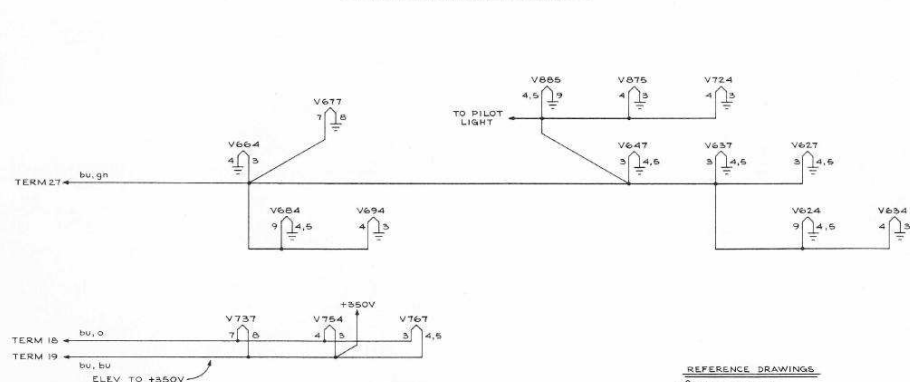 V885 V875 V724
4,5 9 4 3 4 3
V677
7 8
TO PILOT
LIGHT
V664 V647 V637 V627
4 3 3 4,5 3 4,5 3 4,5
TERM 27 bu,gn
V684 V694 V624 V634
9 4,5 4 3 9 4,5 4 3
+350V
V737 V754 V767
7 8 4 3 3 4,5
TERM 18 bu,o
TERM 19
bu,bu
ELEV TO +350V
REFERENCE DRAWINGS